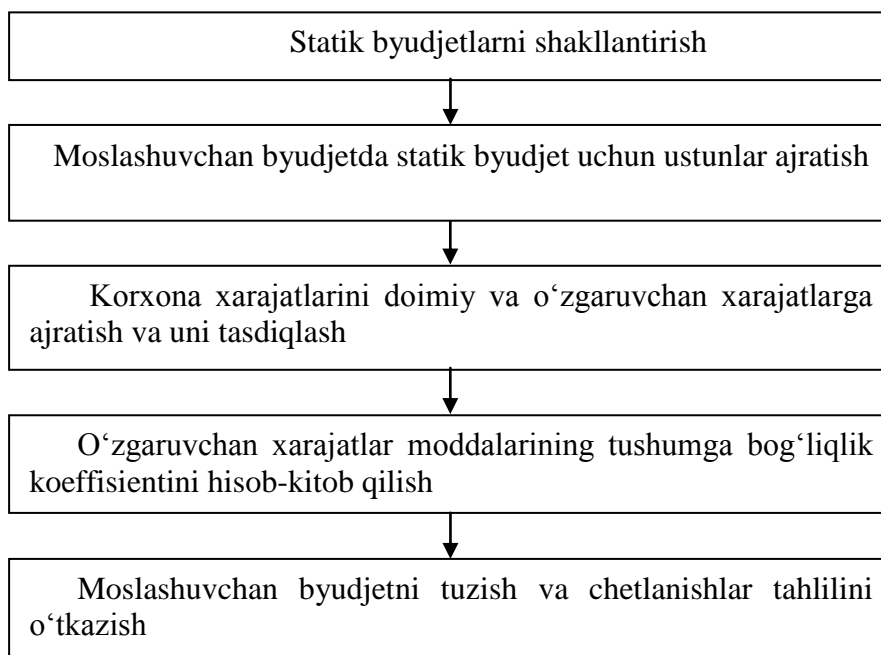 Statik byudjetlarni shakllantirish
Moslashuvchan byudjetda statik byudjet uchun ustunlar ajratish
Korxona xarajatlarini doimiy va o‘zgaruvchan xarajatlarga
ajratish va uni tasdiqlash
O‘zgaruvchan xarajatlar moddalarining tushumga bog‘liqlik
koeffisientini hisob-kitob qilish
Moslashuvchan byudjetni tuzish va chetlanishlar tahlilini
o‘tkazish